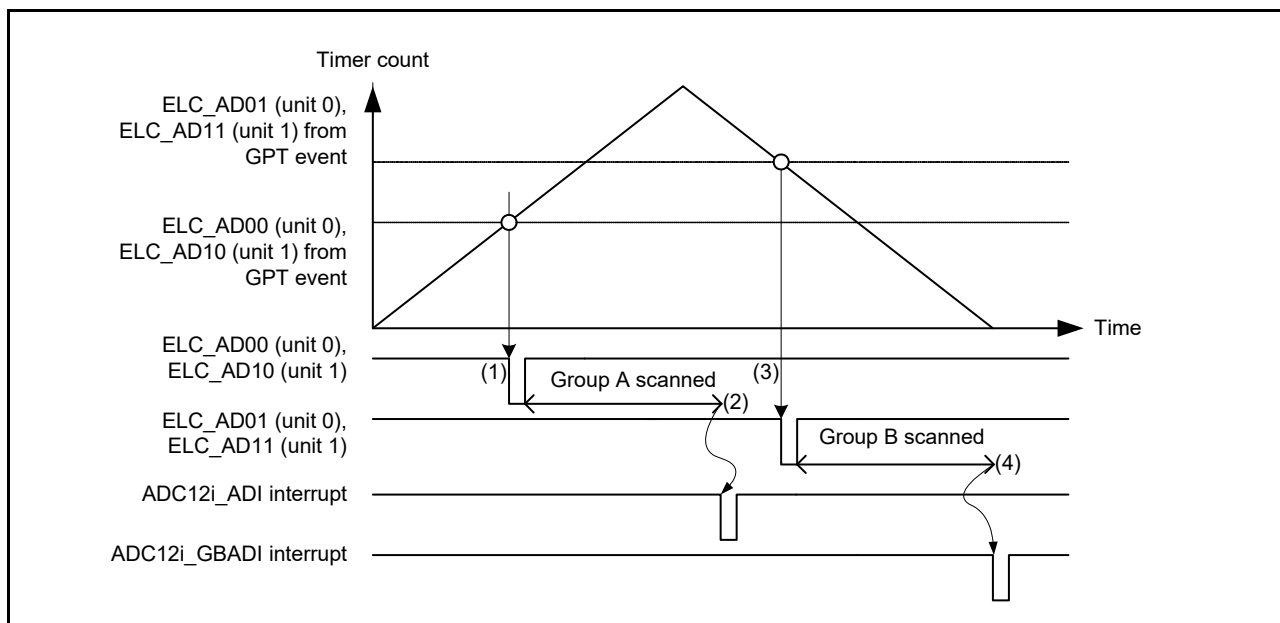 Timer count
ELC_AD01 (unit 0),
ELC_AD11 (unit 1) from
GPT event
ELC_AD00 (unit 0),
ELC_AD10 (unit 1) from
GPT event
Time
ELC_AD00 (unit 0),
ELC_AD10 (unit 1)
(1)
Group A scanned
(2)
(3)
ELC_AD01 (unit 0),
ELC_AD11 (unit 1)
Group B scanned
(4)
ADC12i_ADI interrupt
ADC12i_GBADI interrupt